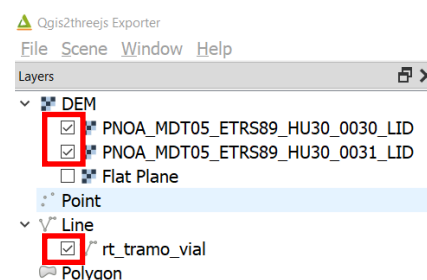 Qgis2threejs Exporter
File Scene Window Help
Layers
DEM
PNOA_MDT05_ETRS89_HU30_0030_LID
PNOA_MDT05_ETRS89_HU30_0031_LID
Flat Plane
Point
Line
rt_tramo_vial
Polygon